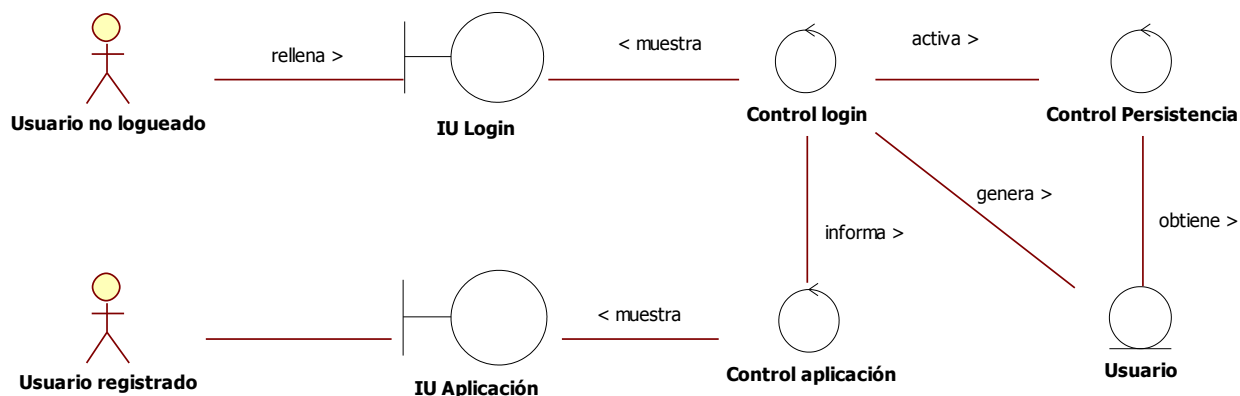 rellena >
< muestra
activa >
Usuario no logueado
IU Login
Control login
Control Persistencia
genera >
informa >
obtiene >
< muestra
Usuario registrado
IU Aplicación
Control aplicación
Usuario